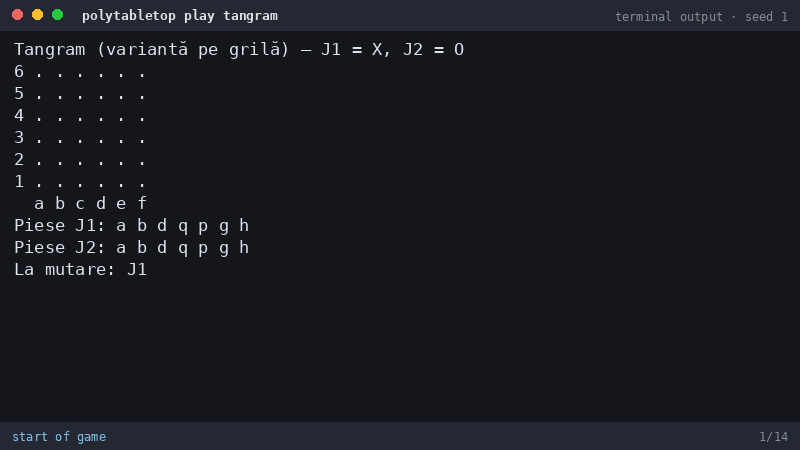 polytabletop play tangram
terminal output · seed 1
Tangram (variantă pe grilă) — J1 = X, J2 = O
6 . . . . . .
5 . . . . . .
4 . . . . . .
3 . . . . . .
2 . . . . . .
1 . . . . . .
  a b c d e f
Piese J1: a b d q p g h
Piese J2: a b d q p g h
La mutare: J1
start of game
1/14